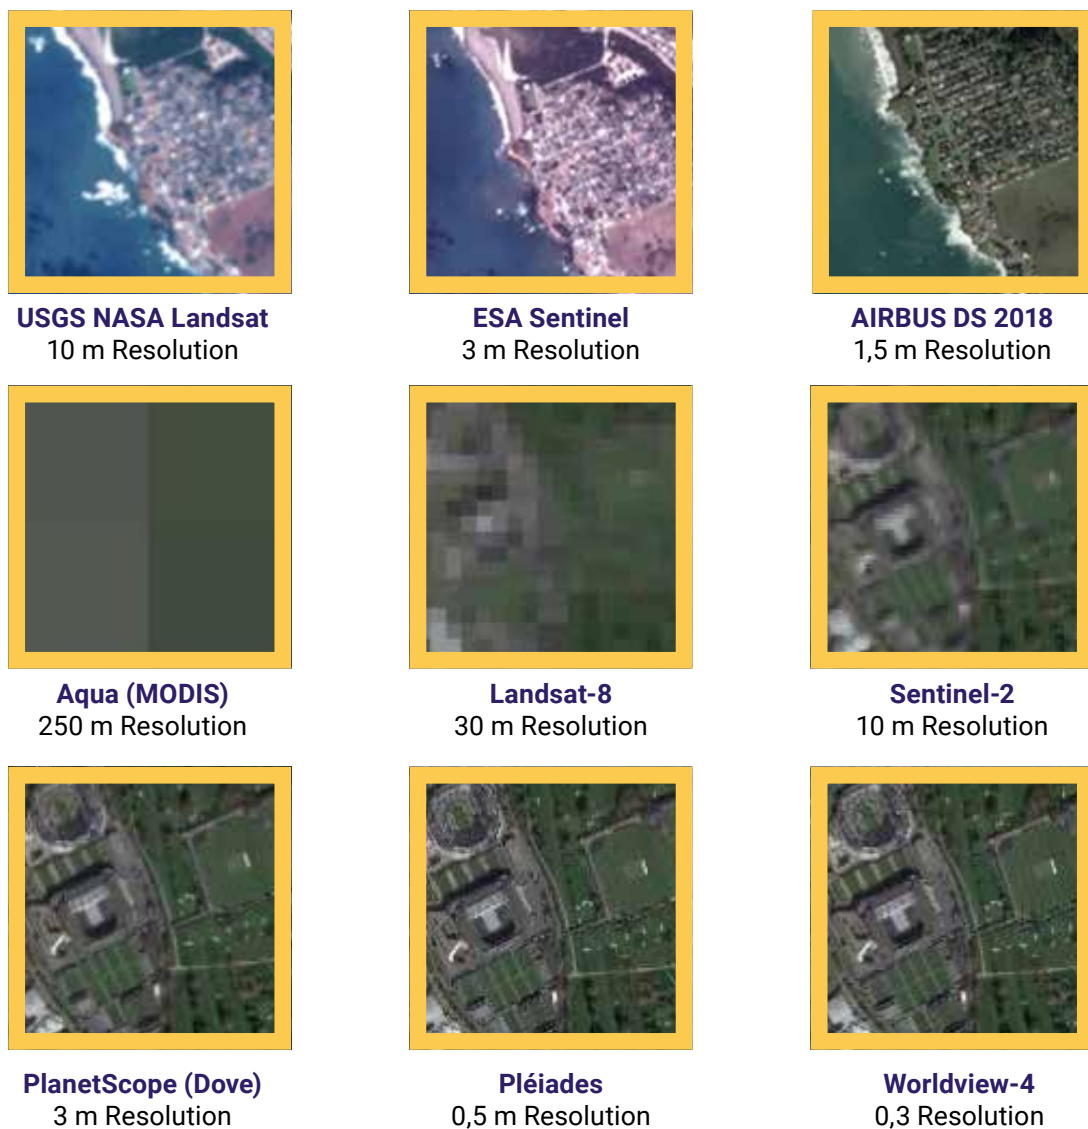 USGS NASA Landsat
10 m Resolution
ESA Sentinel
3 m Resolution
AIRBUS DS 2018
1,5 m Resolution
Aqua (MODIS)
250 m Resolution
Landsat-8
30 m Resolution
Sentinel-2
10 m Resolution
PlanetScope (Dove)
3 m Resolution
Pléiades
0,5 m Resolution
Worldview-4
0,3 Resolution